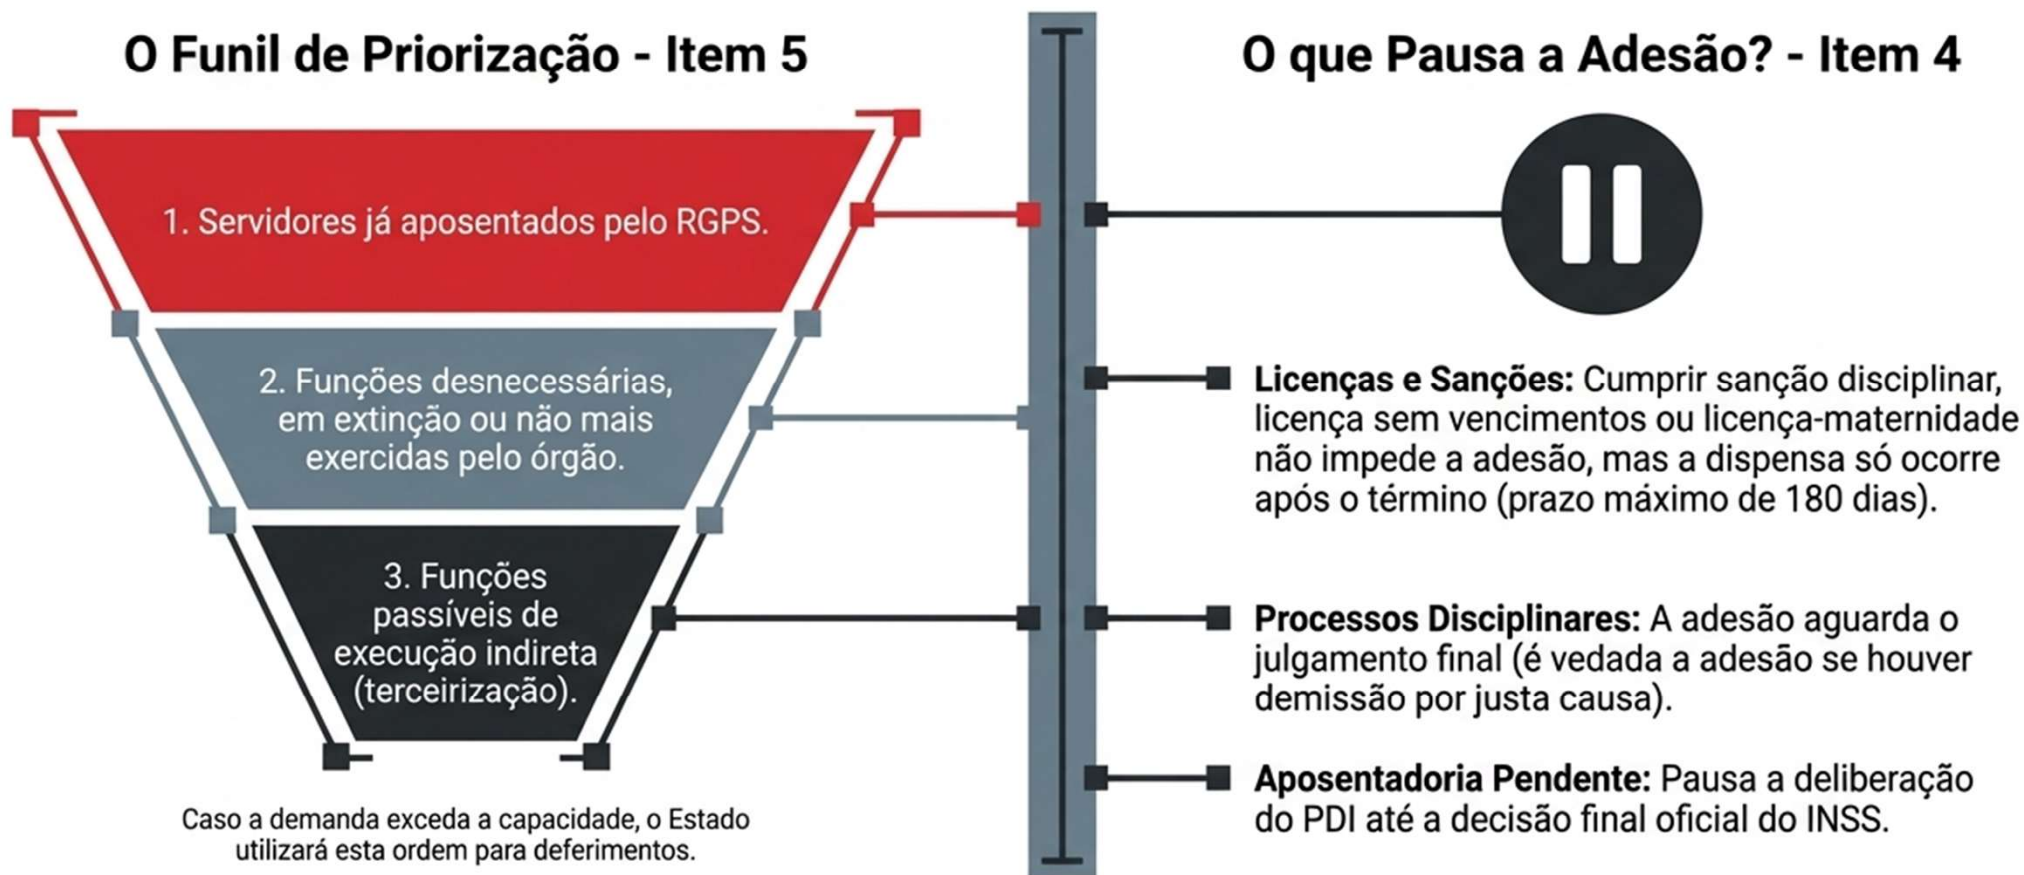 O Funil de Priorização - Item 5
1. Servidores já aposentados pelo RGPS.
2. Funções desnecessárias,
em extinção ou não mais
exercidas pelo órgão.
3. Funções
passíveis de
execução indireta
(terceirização).
Caso a demanda exceda a capacidade, o Estado
utilizará esta ordem para deferimentos.
O que Pausa a Adesão? - Item 4
Licenças e Sanções: Cumprir sanção disciplinar,
licença sem vencimentos ou licença-maternidade
não impede a adesão, mas a dispensa só ocorre
após o término (prazo máximo de 180 dias).
Processos Disciplinares: A adesão aguarda o
julgamento final (é vedada a adesão se houver
demissão por justa causa).
Aposentadoria Pendente: Pausa a deliberação
do PDI até a decisão final oficial do INSS.